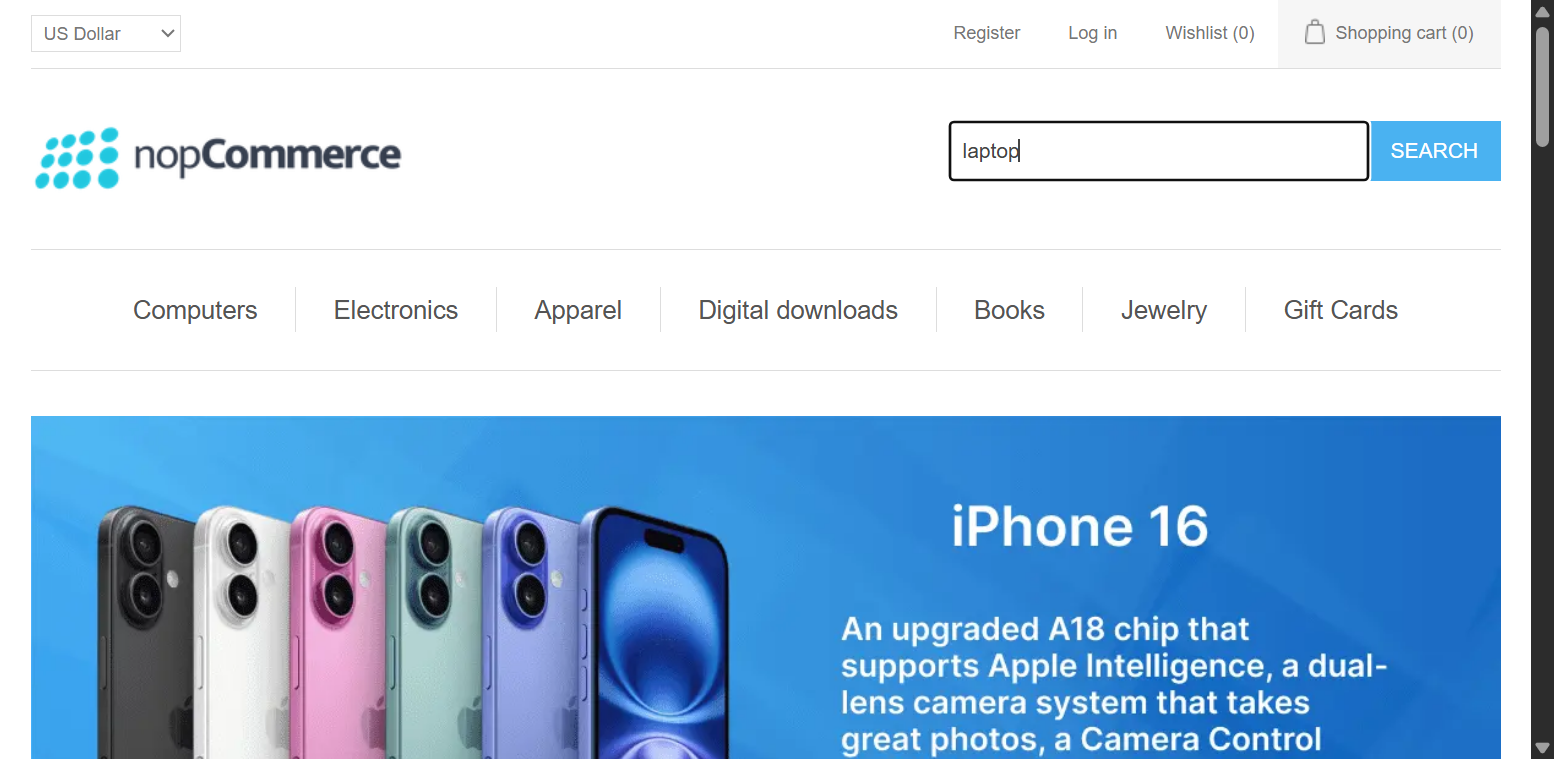 US Dollar
Register
Log in
Wishlist (0)
Shopping cart (0)
nopCommerce
laptop
SEARCH
Computers
Electronics
Apparel
Digital downloads
Books
Jewelry
Gift Cards
iPhone 16
An upgraded A18 chip that
supports Apple Intelligence, a dual-
lens camera system that takes
great photos, a Camera Control